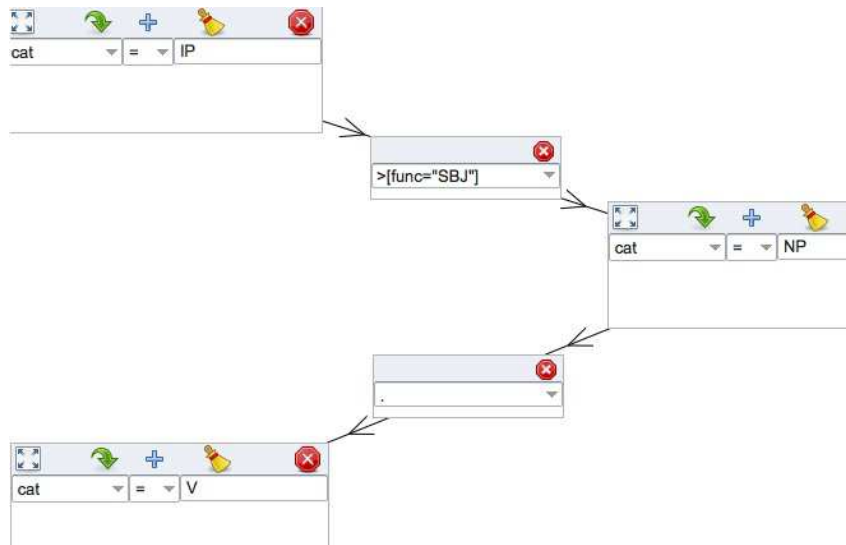 cat = IP
>[func="SBJ"]
cat = NP
.
cat = V